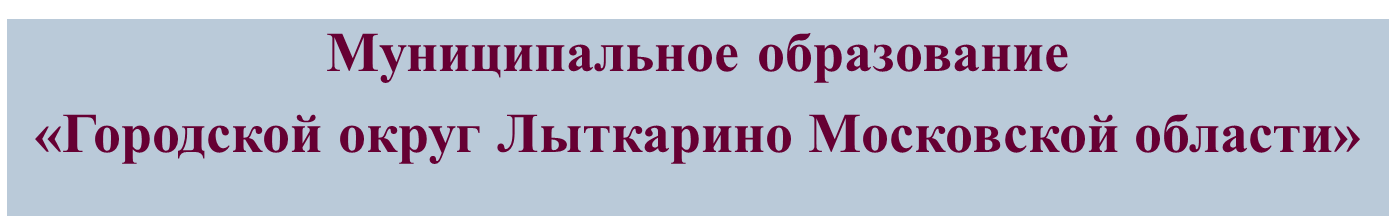 Муниципальное образование
«Городской округ Лыткарино Московской области»